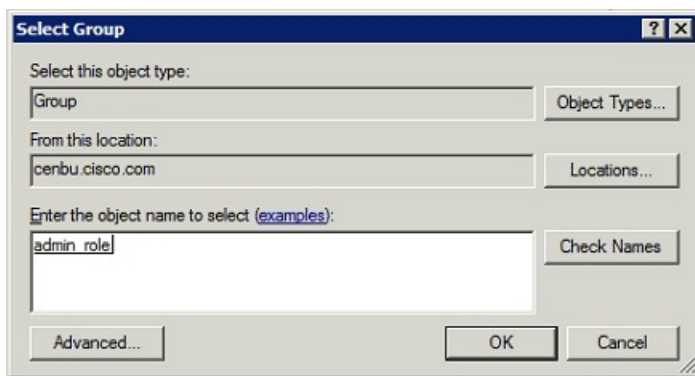 Select Group
Select this object type:
Group
Object Types...
From this location:
cenbu.cisco.com
Locations...
Enter the object name to select (examples):
admin_role
Check Names
Advanced...
OK
Cancel